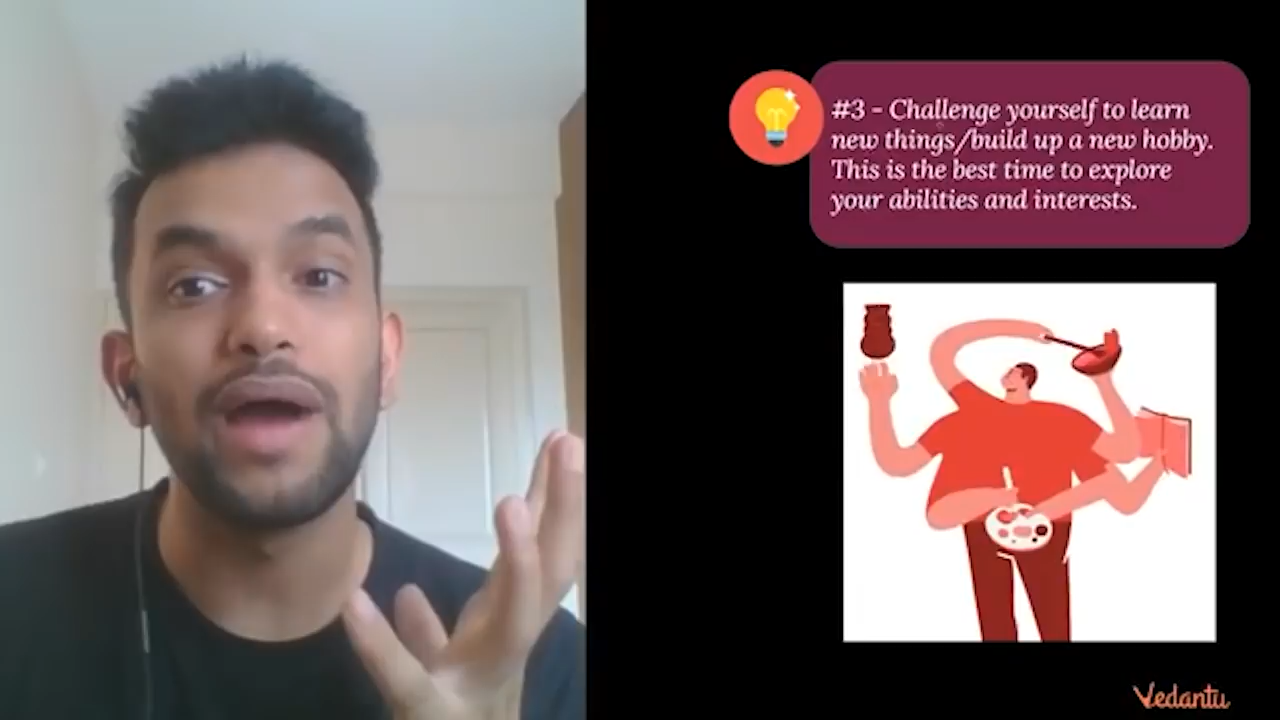 #3 - Challenge yourself to learn
new things/build up a new hobby.
This is the best time to explore
your abilities and interests.
Vedantu